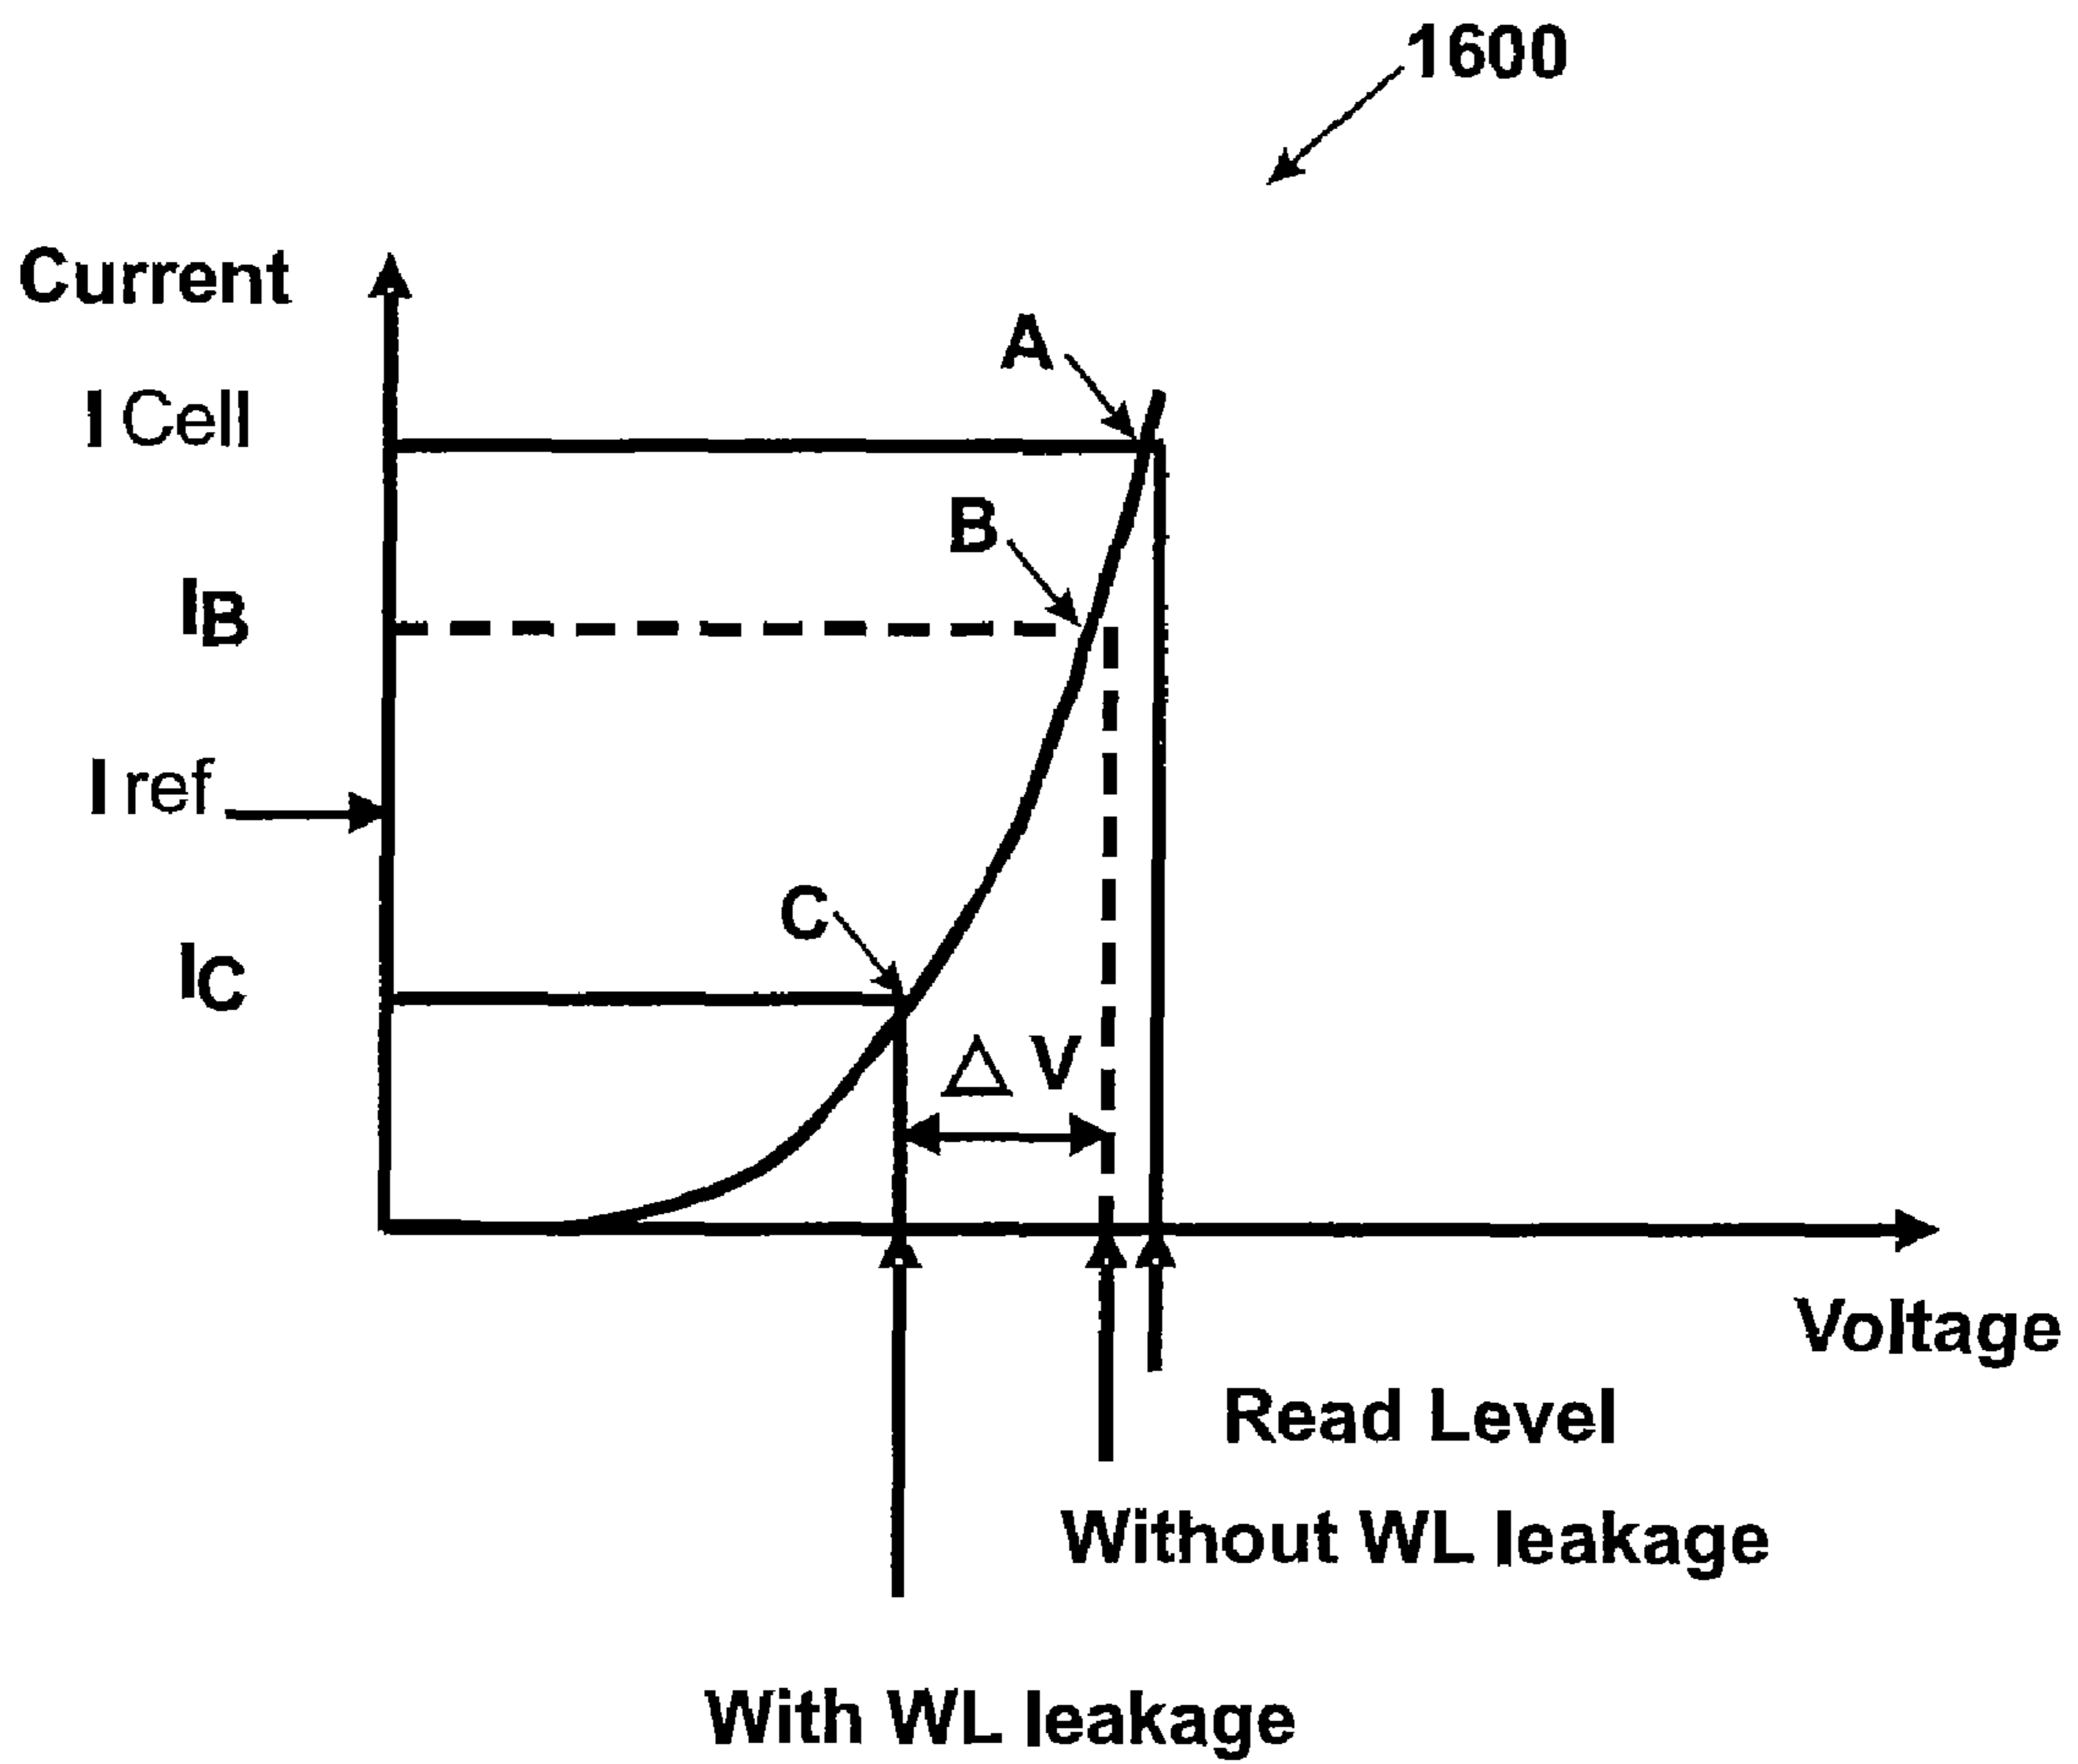 1600
Current
A
I Cell
B
IB
I ref
C
IC
△ V
Voltage
Read Level
Without WL leakage
With WL leakage